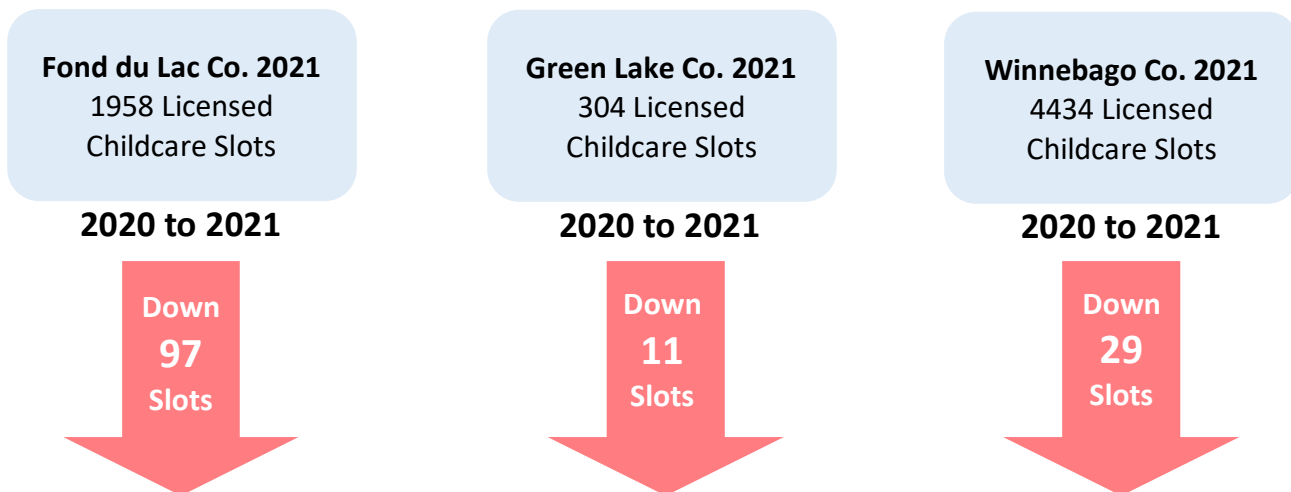 Fond du Lac Co. 2021
1958 Licensed
Childcare Slots
2020 to 2021
Down
97
Slots
Green Lake Co. 2021
304 Licensed
Childcare Slots
2020 to 2021
Down
11
Slots
Winnebago Co. 2021
4434 Licensed
Childcare Slots
2020 to 2021
Down
29
Slots